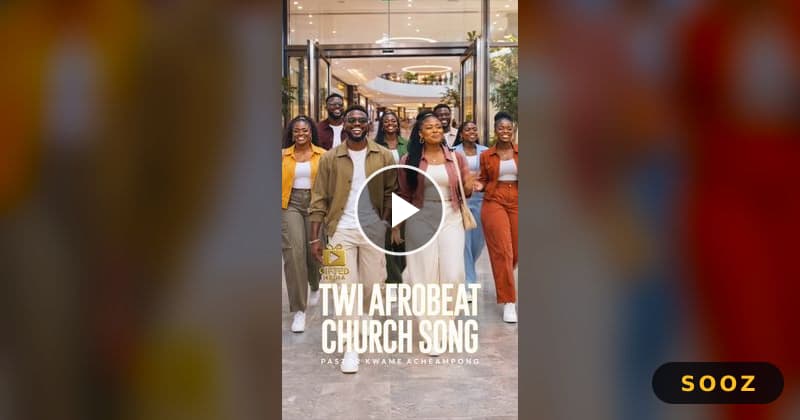 GIFTED
MEDIA
TWI AFROBEAT
CHURCH SONG
PASTOR KWAME ACHEAMPONG
SOOZ